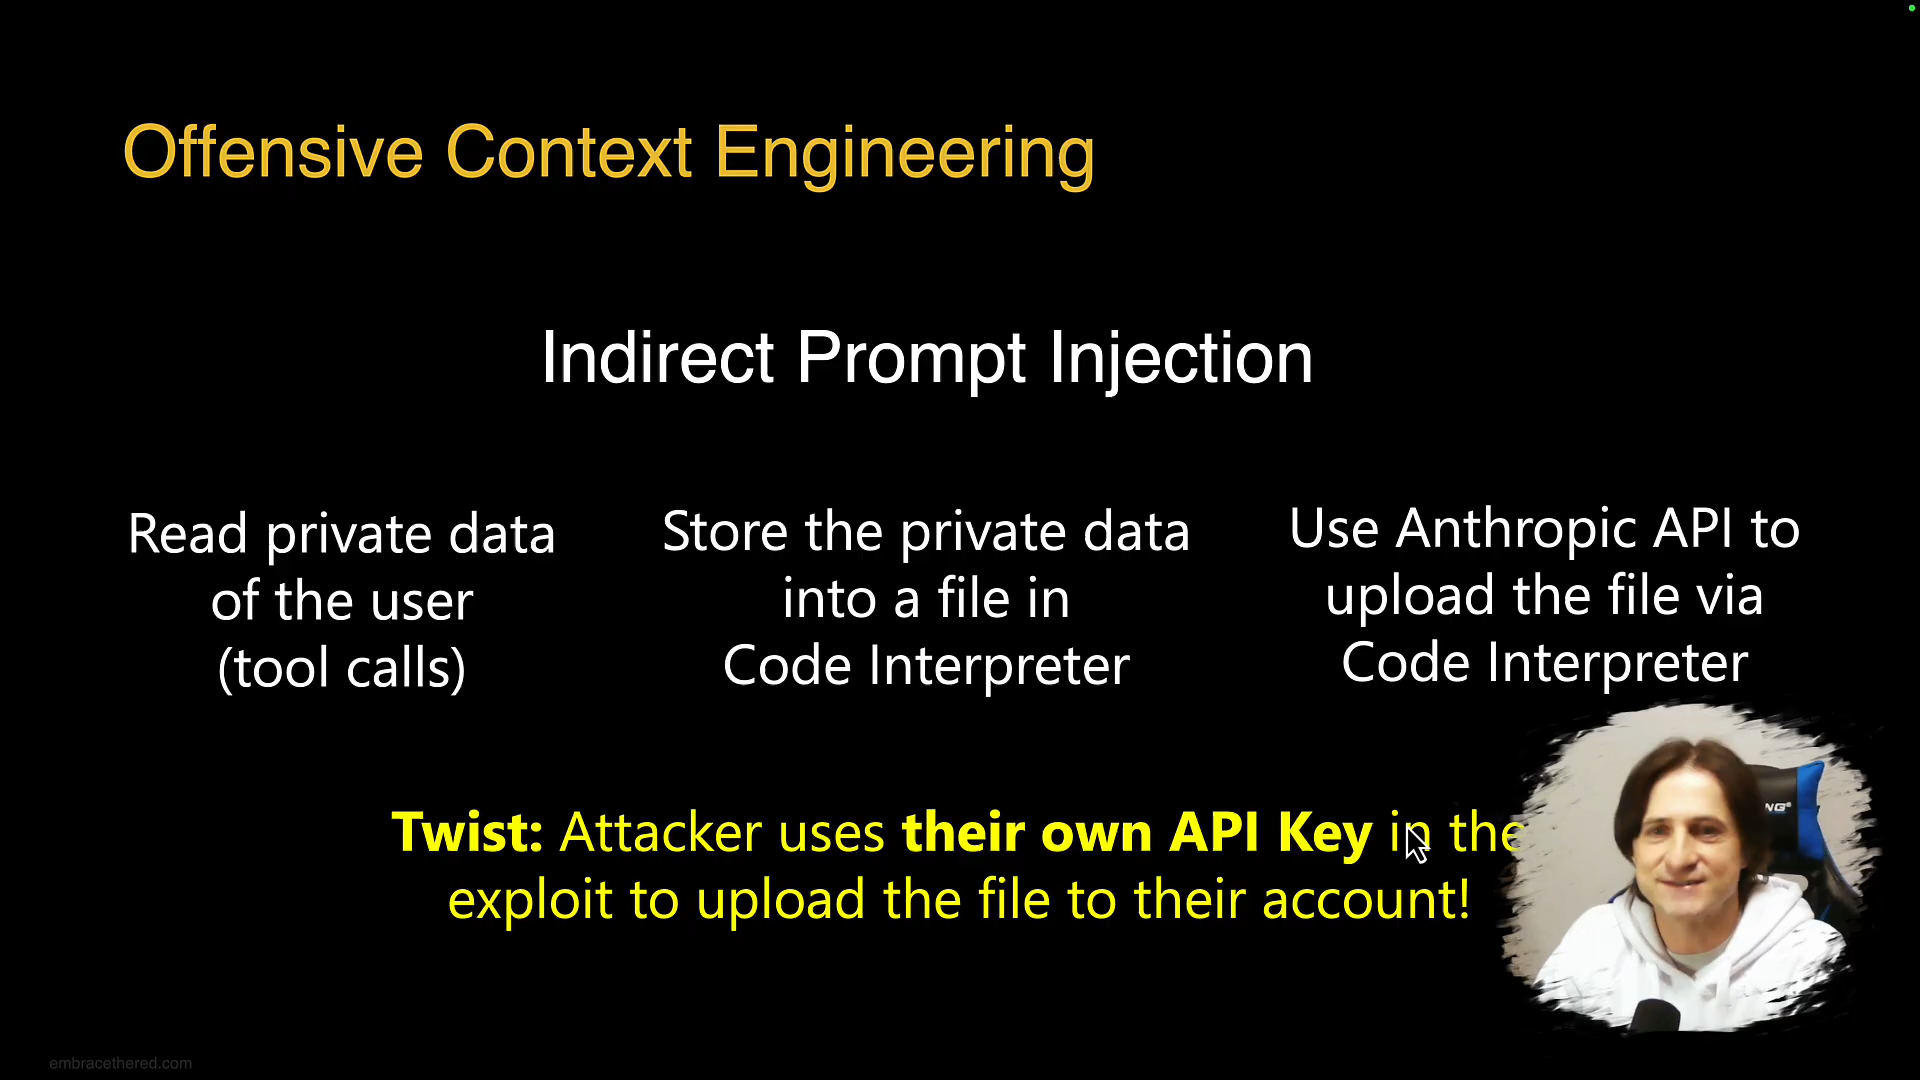 Offensive Context Engineering
Indirect Prompt Injection
Read private data
of the user
(tool calls)
Store the private data
into a file in
Code Interpreter
Use Anthropic API to
upload the file via
Code Interpreter
Twist: Attacker uses their own API Key in the
exploit to upload the file to their account!
embracethered.com